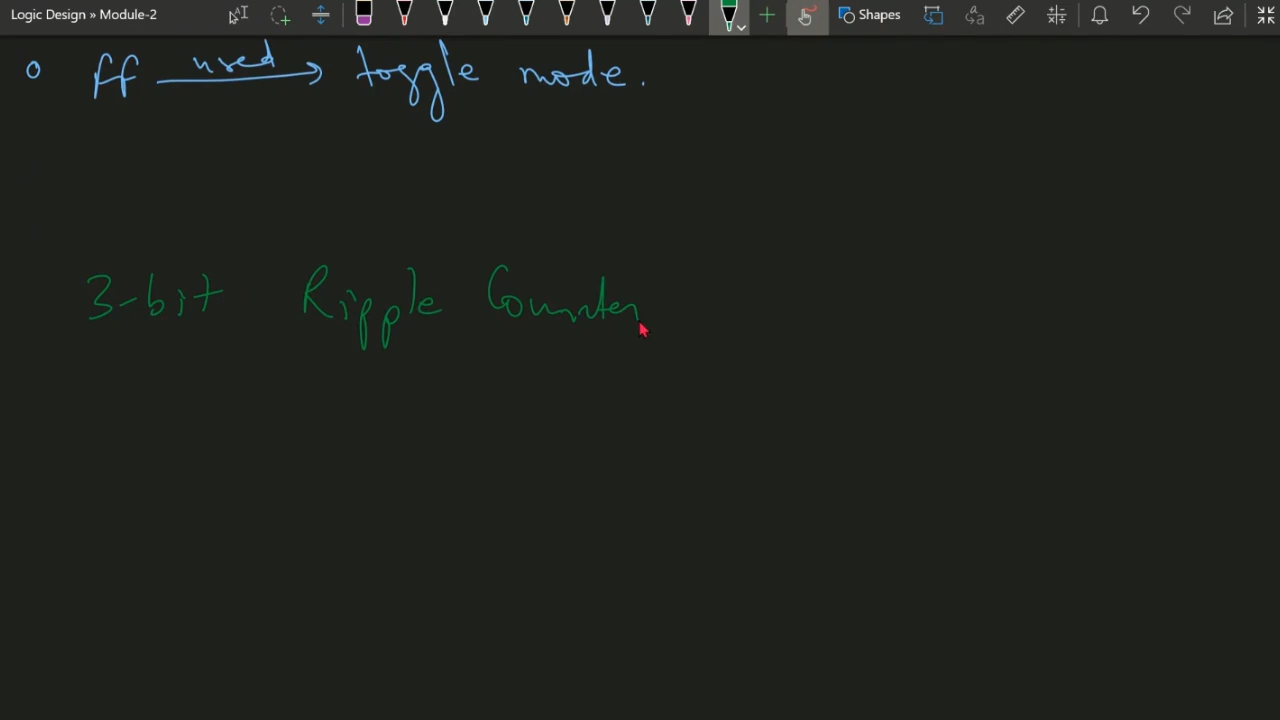 Logic Design » Module-2
Shapes
ff used → toggle mode.
3-bit Ripple Counter